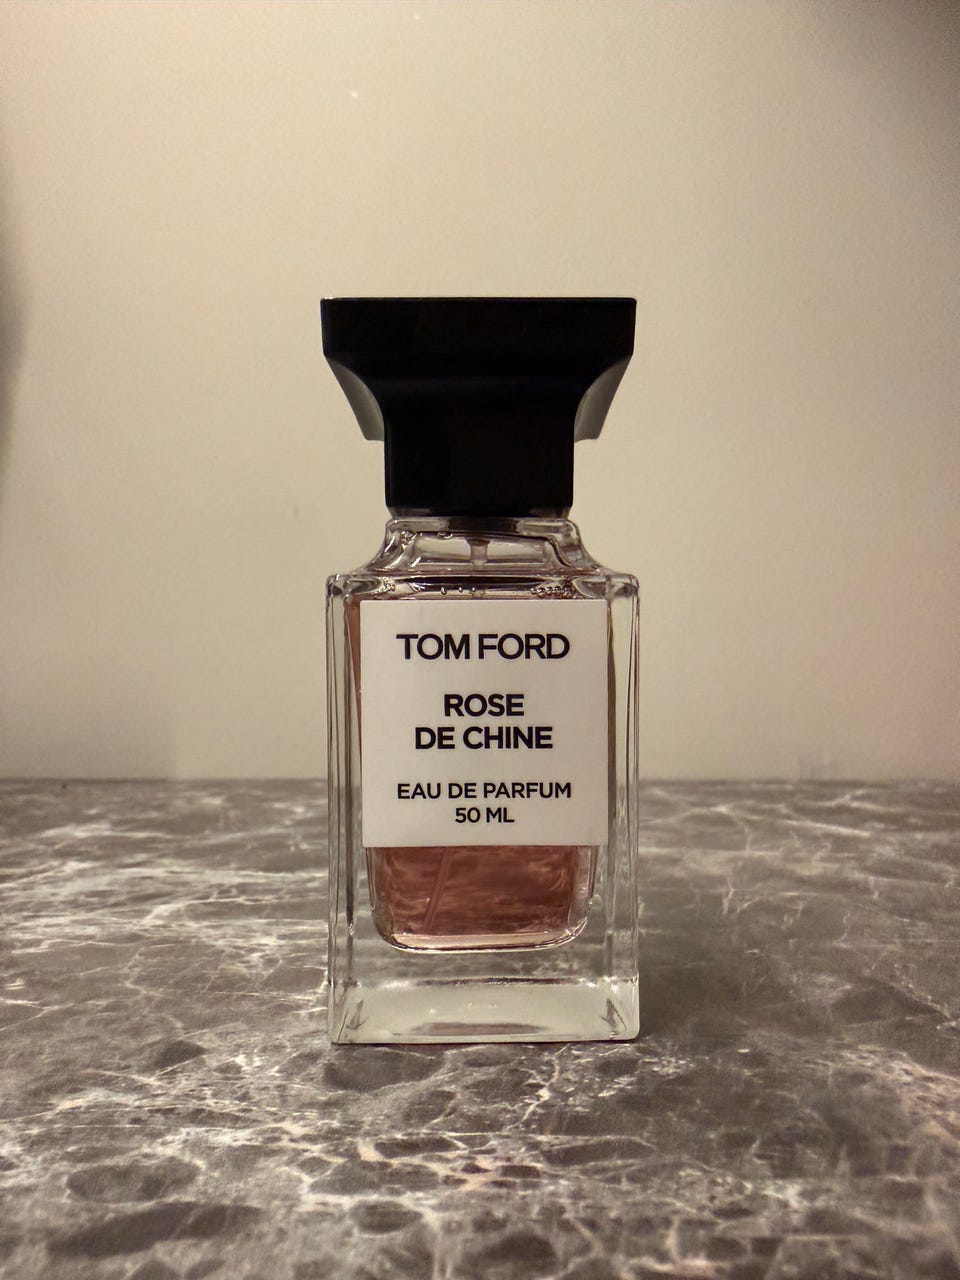 TOM FORD
ROSE
DE CHINE
EAU DE PARFUM
50 ML